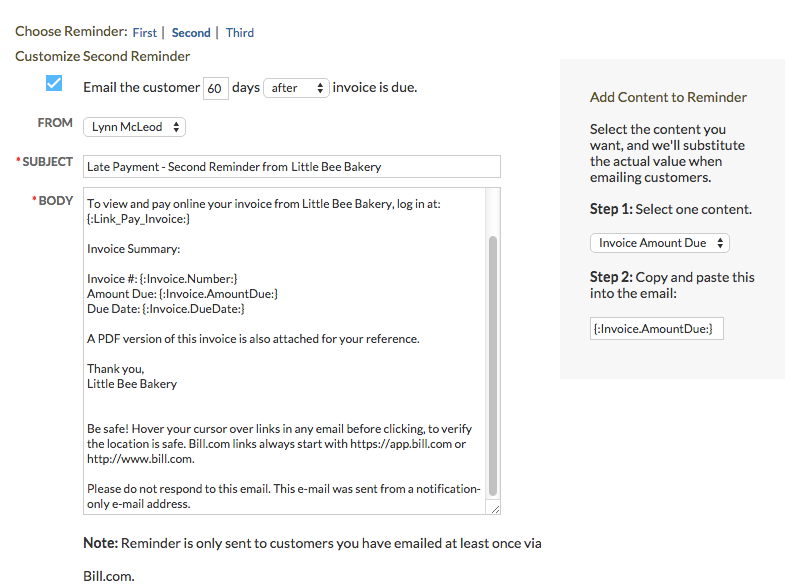 Choose Reminder: First | Second | Third
Customize Second Reminder
Email the customer 60 days after invoice is due.
FROM Lynn McLeod
*SUBJECT Late Payment - Second Reminder from Little Bee Bakery
*BODY
To view and pay online your invoice from Little Bee Bakery, log in at:
{:Link_Pay_Invoice:}
Invoice Summary:
Invoice #: {:Invoice.Number:}
Amount Due: {:Invoice.AmountDue:}
Due Date: {:Invoice.DueDate:}
A PDF version of this invoice is also attached for your reference.
Thank you,
Little Bee Bakery
Be safe! Hover your cursor over links in any email before clicking, to verify
the location is safe. Bill.com links always start with https://app.bill.com or
http://www.bill.com.
Please do not respond to this email. This e-mail was sent from a notification-
only e-mail address.
Note: Reminder is only sent to customers you have emailed at least once via
Bill.com.
Add Content to Reminder
Select the content you
want, and we'll substitute
the actual value when
emailing customers.
Step 1: Select one content.
Invoice Amount Due
Step 2: Copy and paste this
into the email:
{:Invoice.AmountDue:}